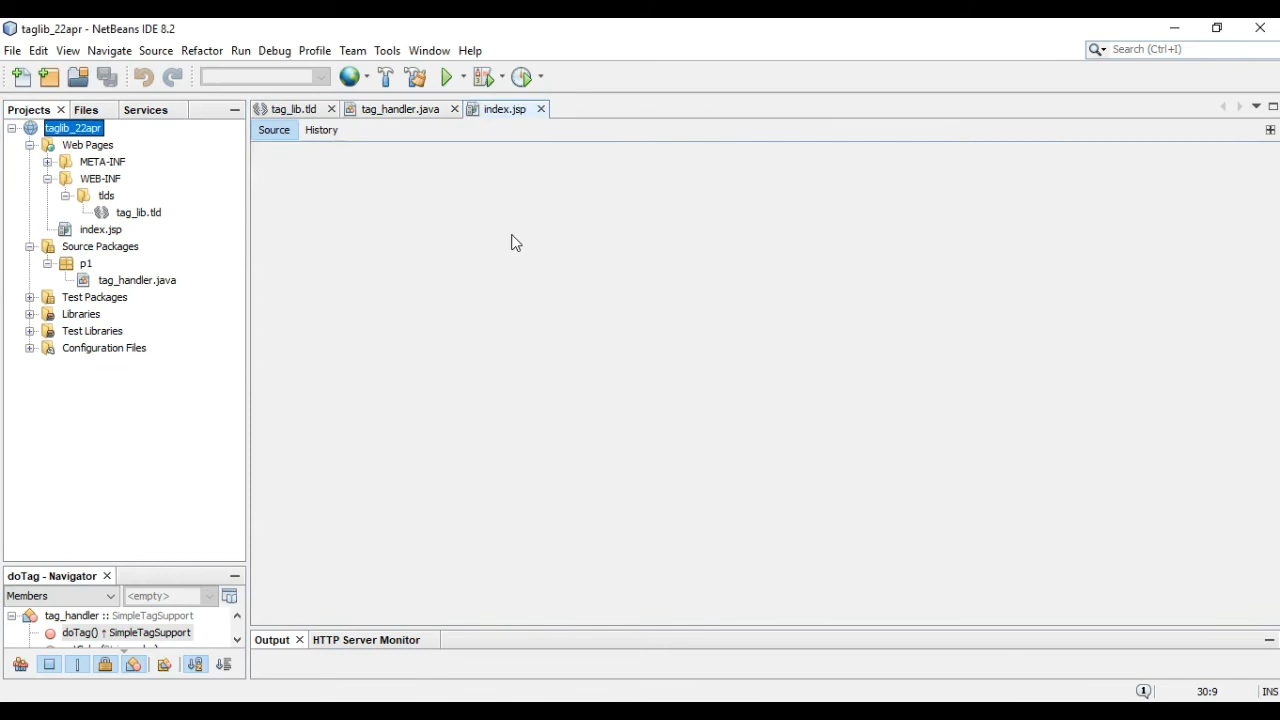 taglib_22apr - NetBeans IDE 8.2
File Edit View Navigate Source Refactor Run Debug Profile Team Tools Window Help
Search (Ctrl+I)
Projects Files Services
tag_lib.tld tag_handler.java index.jsp
Source History
taglib_22apr
Web Pages
META-INF
WEB-INF
tlds
tag_lib.tld
index.jsp
Source Packages
p1
tag_handler.java
Test Packages
Libraries
Test Libraries
Configuration Files
doTag - Navigator
Members <empty>
tag_handler :: SimpleTagSupport
doTag() ↑ SimpleTagSupport
Output HTTP Server Monitor
1 30:9 INS